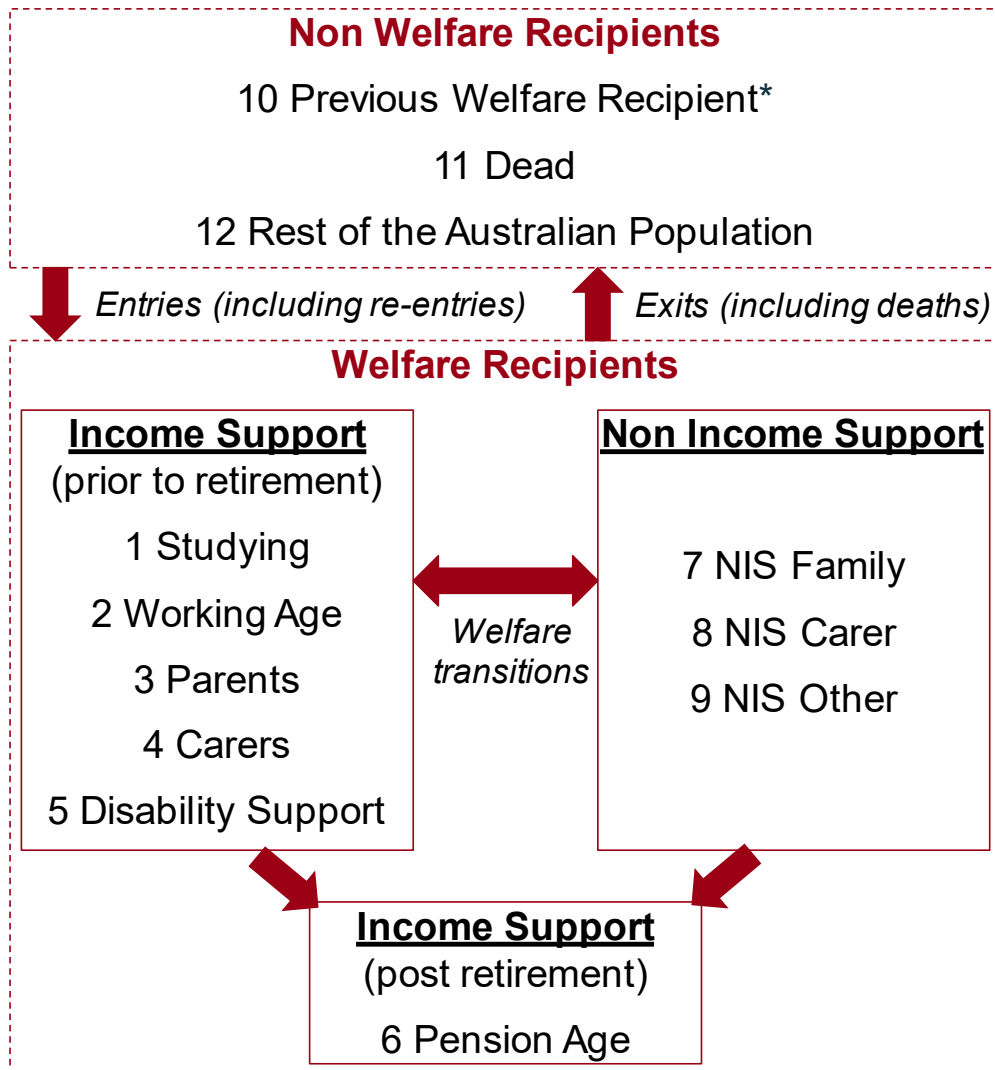 Non Welfare Recipients
10 Previous Welfare Recipient*
11 Dead
12 Rest of the Australian Population
Entries (including re-entries)
Exits (including deaths)
Welfare Recipients
Income Support
(prior to retirement)
1 Studying
2 Working Age
3 Parents
4 Carers
5 Disability Support
Welfare
transitions
Non Income Support
7 NIS Family
8 NIS Carer
9 NIS Other
Income Support
(post retirement)
6 Pension Age